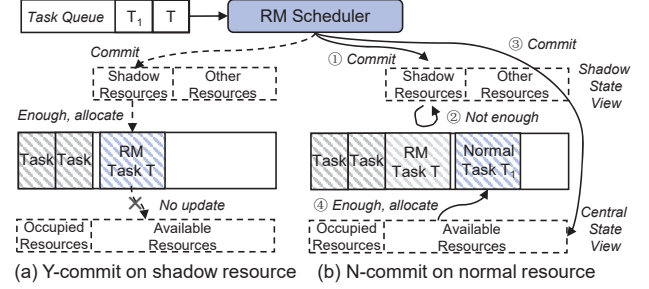 Task Queue T1 T RM Scheduler
Commit
① Commit
③ Commit
Shadow Resources
Other Resources
Shadow Resources
Other Resources
Shadow State View
Enough, allocate
② Not enough
Task Task RM Task T
Task Task RM Task T Normal Task T1
No update
④ Enough, allocate
Occupied Resources
Available Resources
Occupied Resources
Available Resources
Central State View
(a) Y-commit on shadow resource
(b) N-commit on normal resource